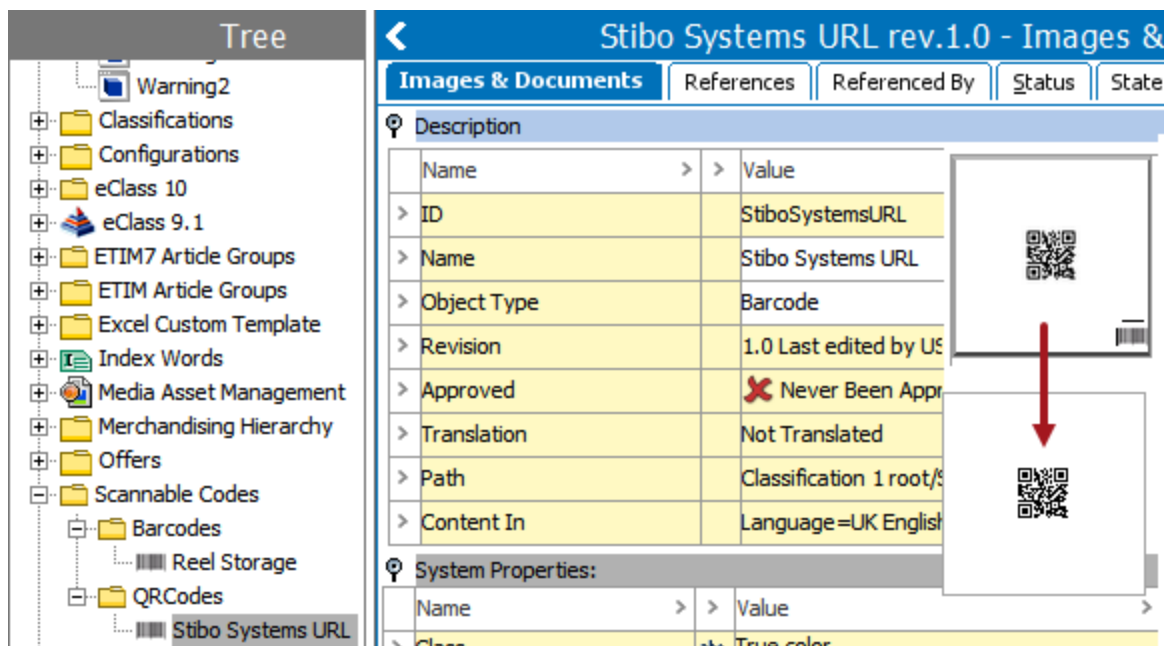 Tree
Warning2
Classifications
Configurations
eClass 10
eClass 9.1
ETIM7 Article Groups
ETIM Article Groups
Excel Custom Template
Index Words
Media Asset Management
Merchandising Hierarchy
Offers
Scannable Codes
Barcodes
Reel Storage
QRCodes
Stibo Systems URL
Stibo Systems URL rev.1.0 - Images &
Images & Documents References Referenced By Status State
Description
Name > > Value
> ID StiboSystemsURL
> Name Stibo Systems URL
> Object Type Barcode
> Revision 1.0 Last edited by US
> Approved Never Been Appr
> Translation Not Translated
> Path Classification 1 root/S
> Content In Language=UK English
System Properties:
Name > > Value >